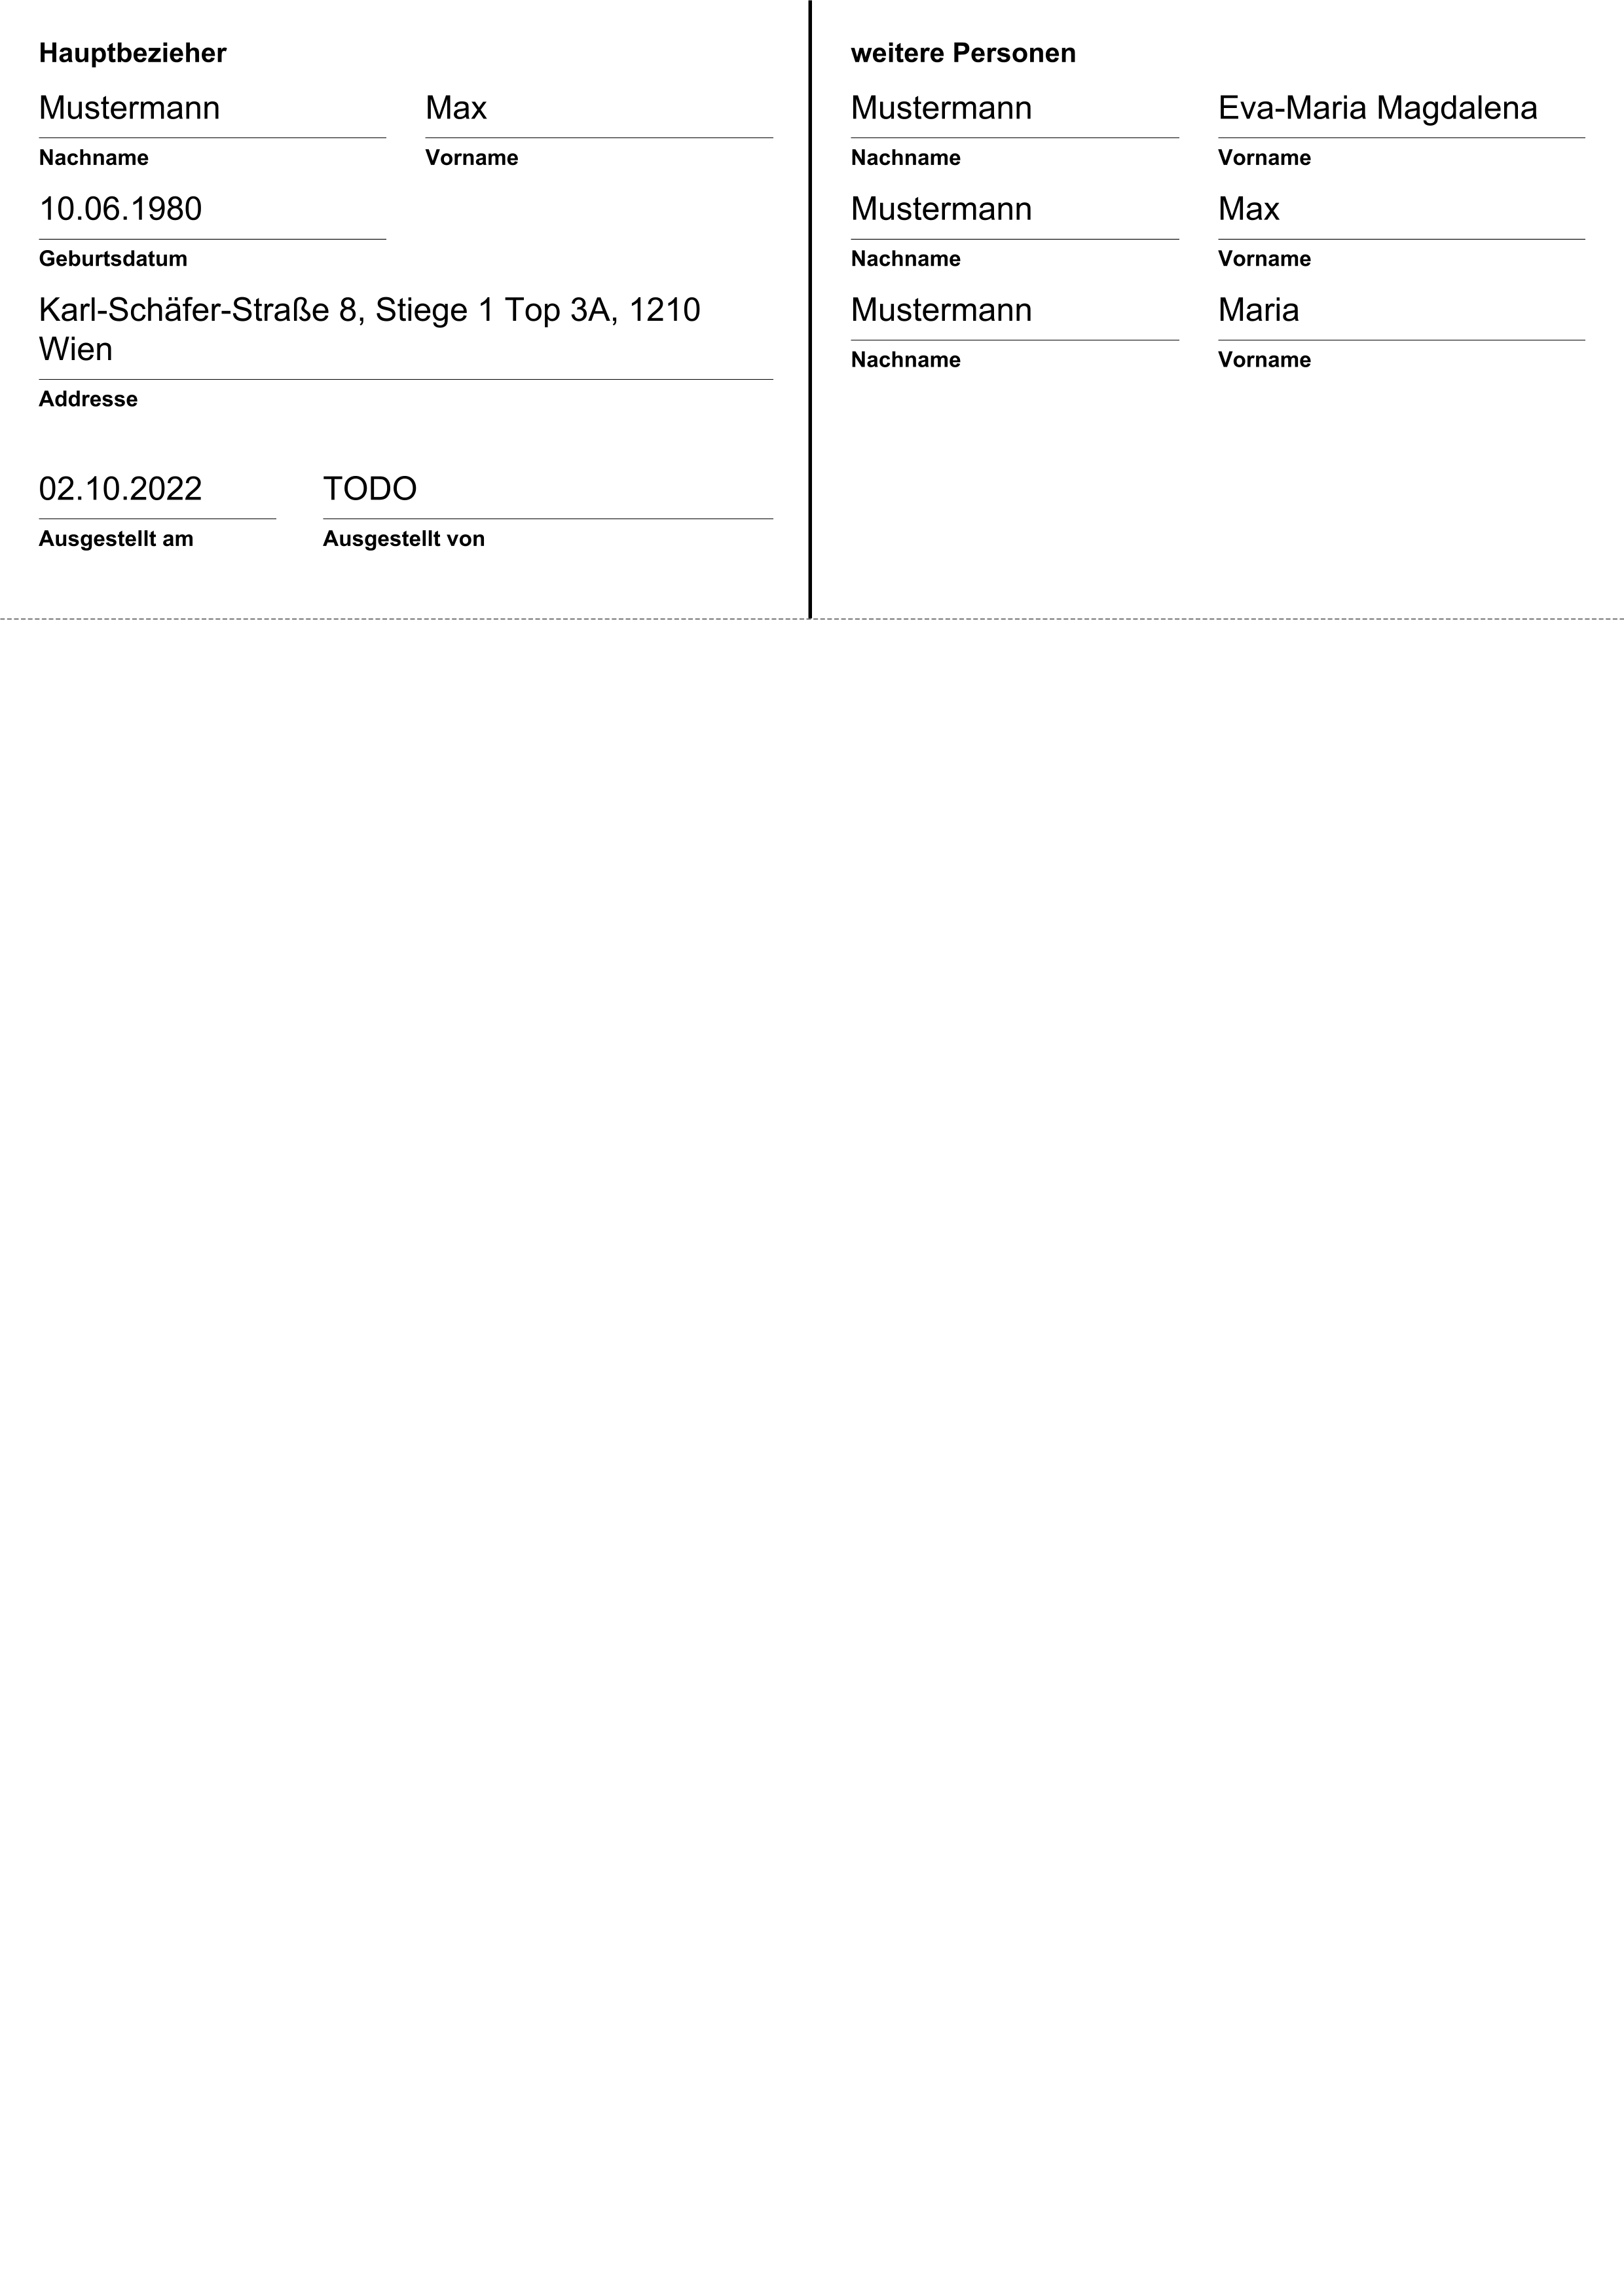 Hauptbezieher
Mustermann Max
Nachname Vorname
10.06.1980
Geburtsdatum
Karl-Schäfer-Straße 8, Stiege 1 Top 3A, 1210
Wien
Addresse
02.10.2022 TODO
Ausgestellt am Ausgestellt von
weitere Personen
Mustermann Eva-Maria Magdalena
Nachname Vorname
Mustermann Max
Nachname Vorname
Mustermann Maria
Nachname Vorname